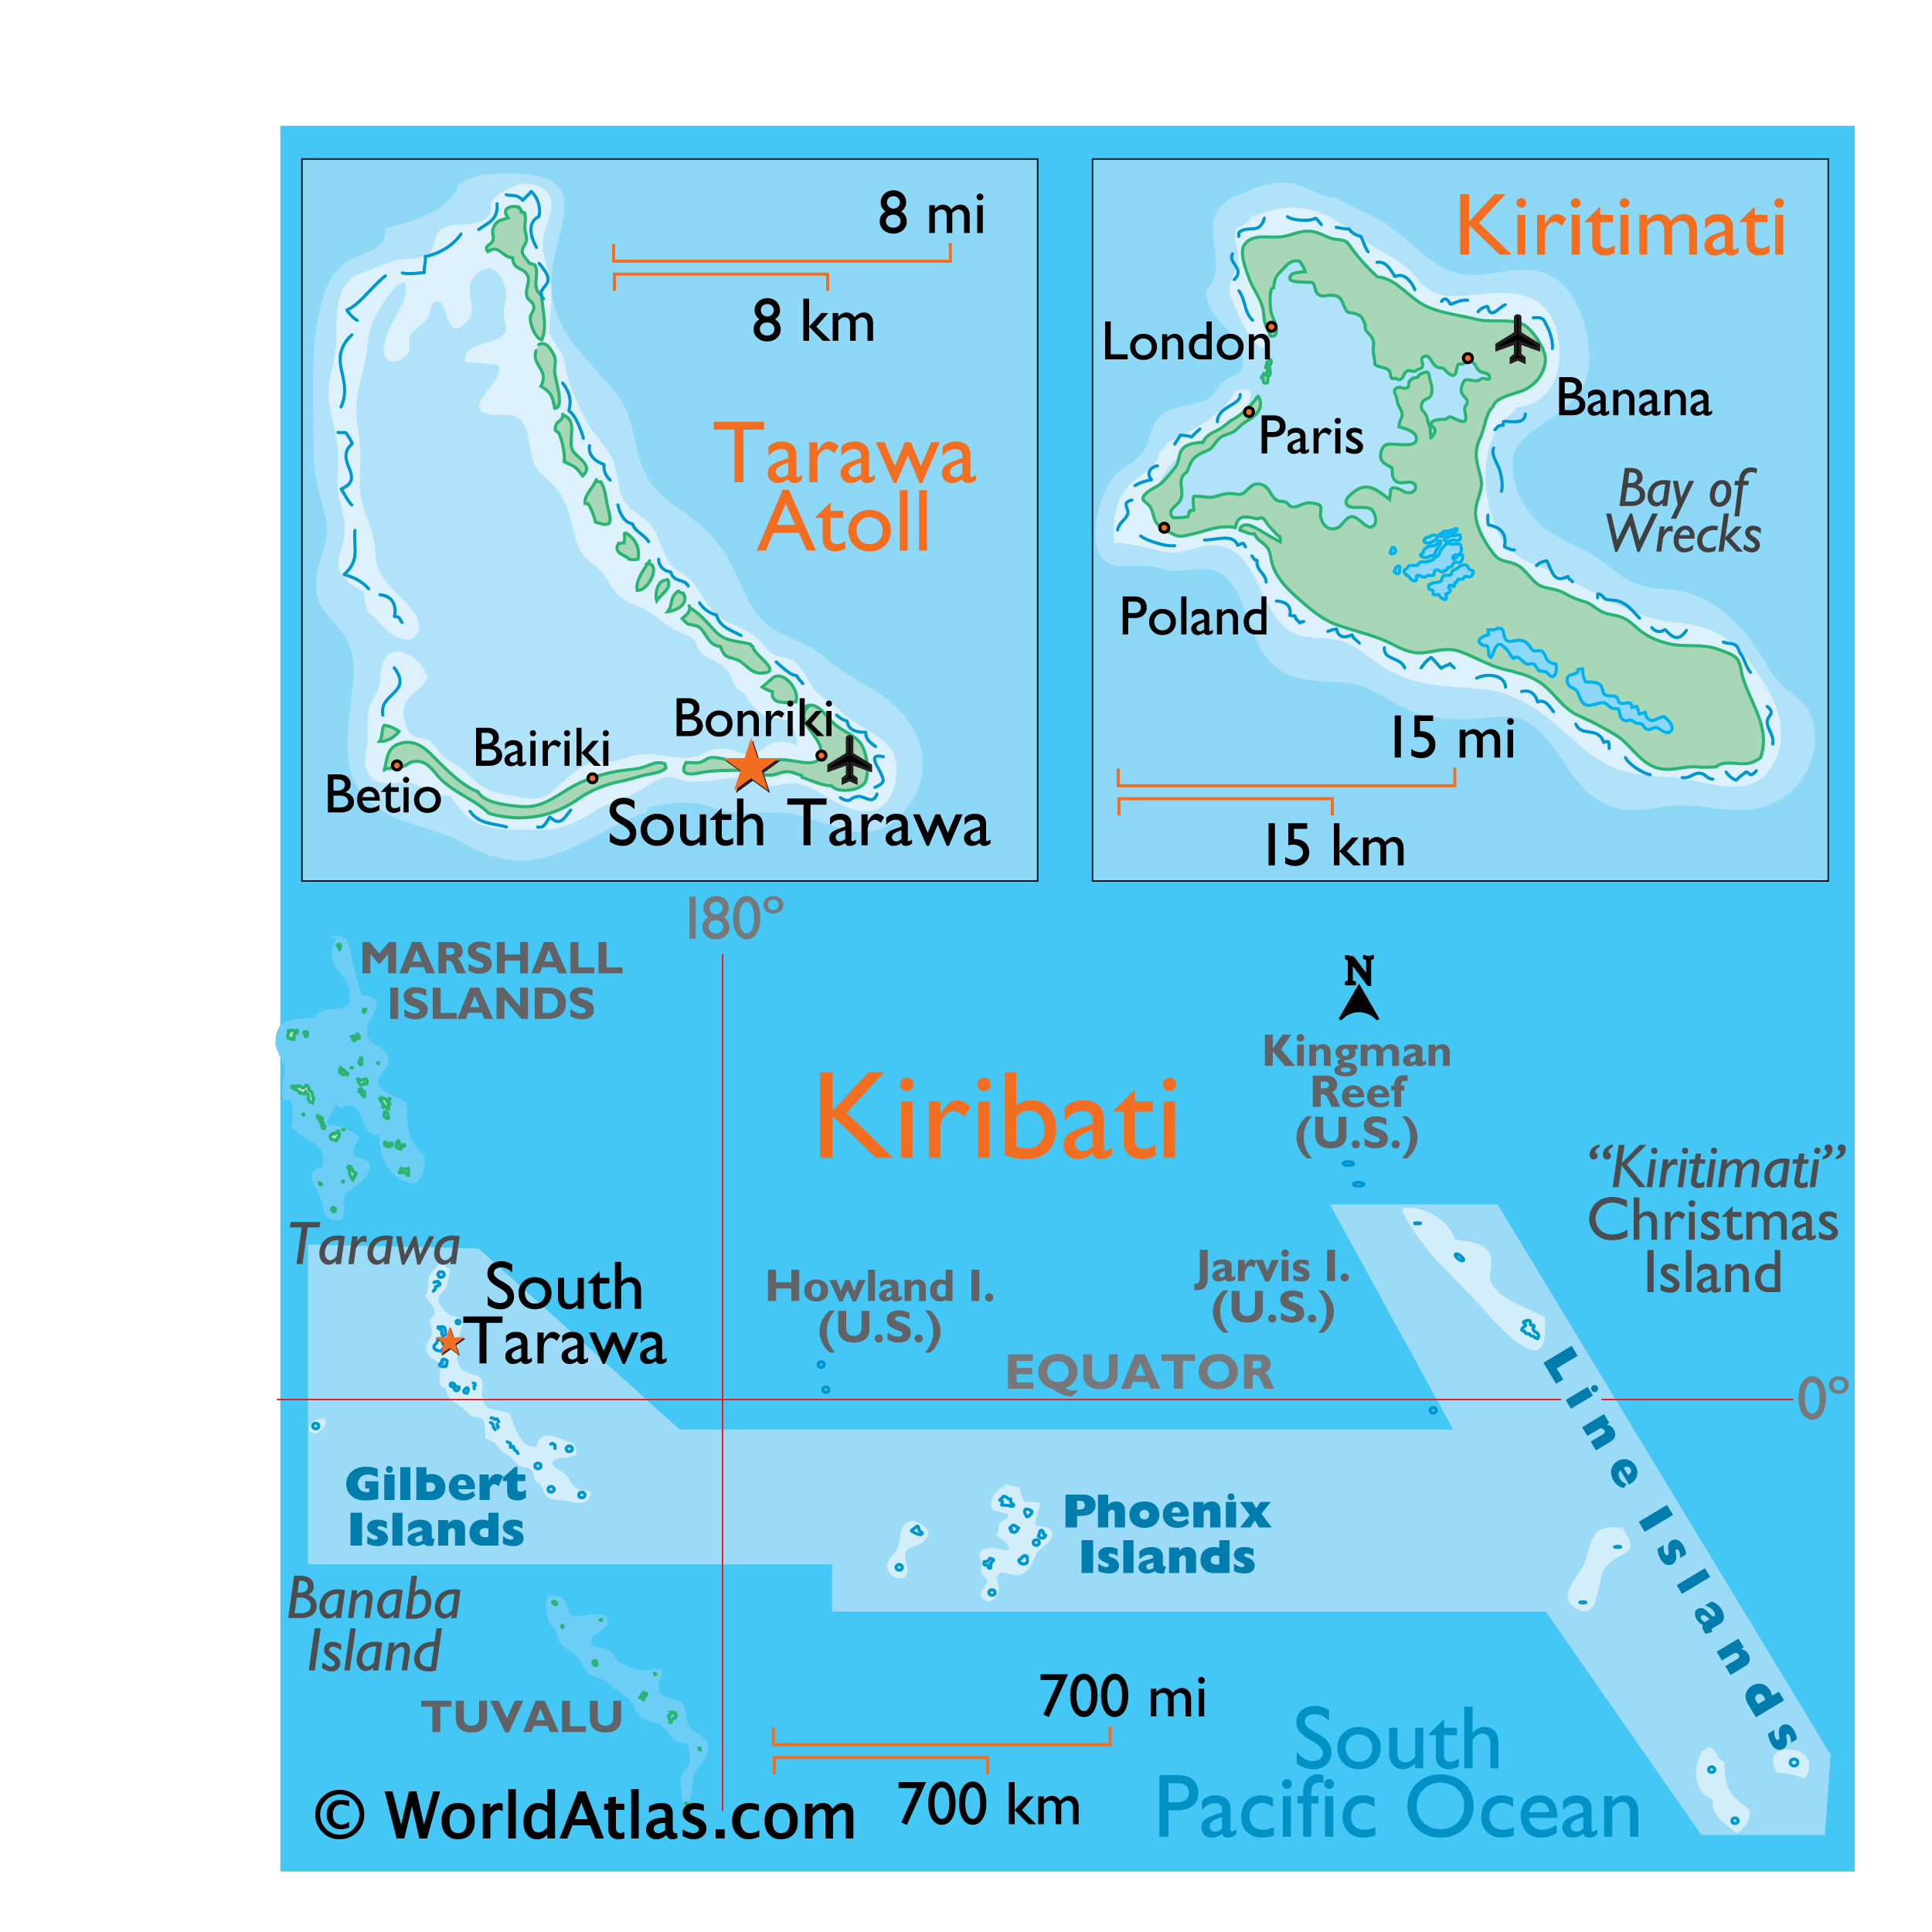 8 mi
8 km
Tarawa
Atoll
Bonriki
Bairiki
Betio
South Tarawa
Kiritimati
London
Paris
Banana
Bay of
Wrecks
Poland
15 mi
15 km
180°
MARSHALL
ISLANDS
N
Kingman
Reef
(U.S.)
Kiribati
"Kiritimati"
Christmas
Island
Tarawa
South
Tarawa
Howland I.
(U.S.)
Jarvis I.
(U.S.)
EQUATOR
0°
Line Islands
Gilbert
Islands
Phoenix
Islands
Banaba
Island
TUVALU
700 mi
700 km
South
Pacific Ocean
© WorldAtlas.com